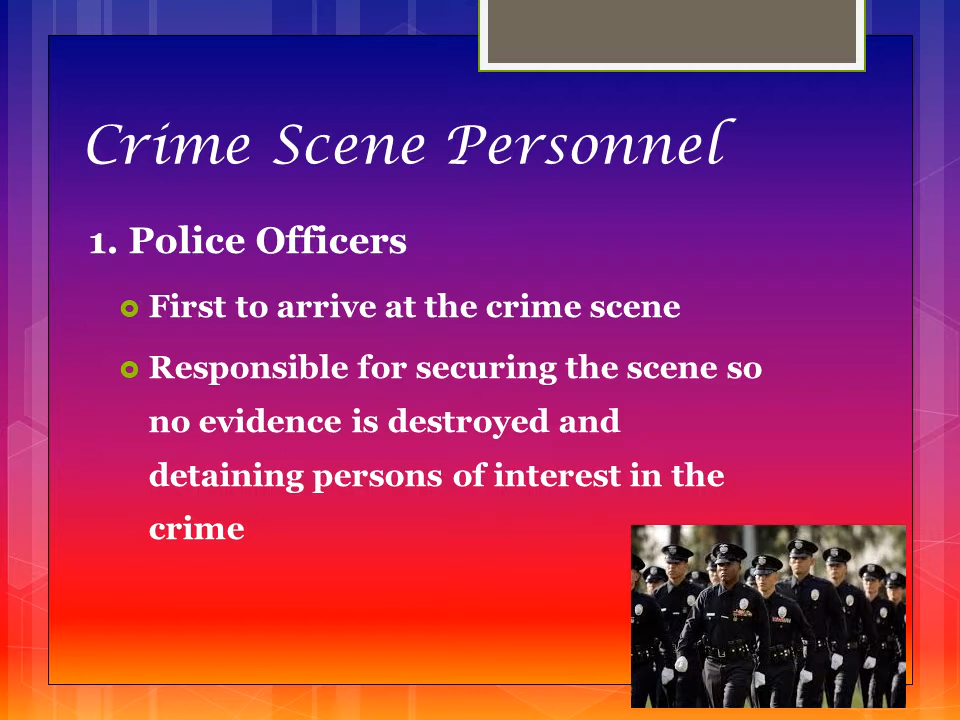 Crime Scene Personnel
1. Police Officers
First to arrive at the crime scene
Responsible for securing the scene so
no evidence is destroyed and
detaining persons of interest in the
crime